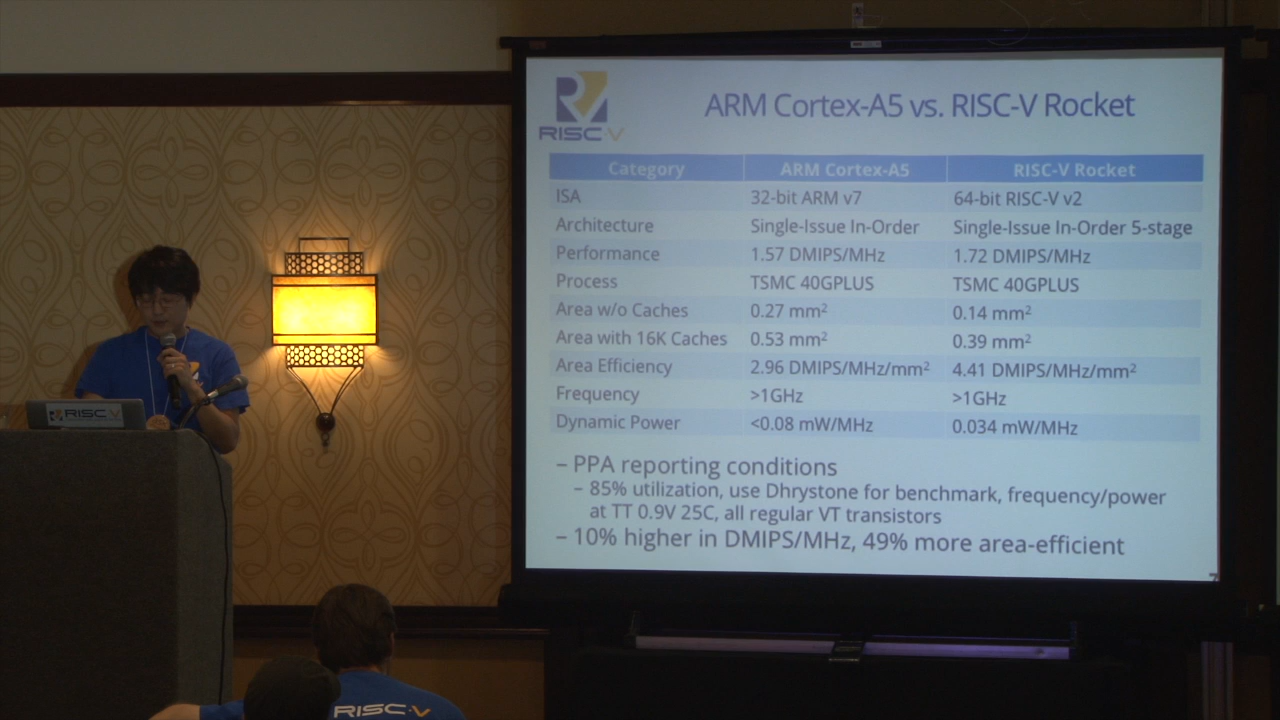 RISC-V
ARM Cortex-A5 vs. RISC-V Rocket
Category ARM Cortex-A5 RISC-V Rocket
ISA 32-bit ARM v7 64-bit RISC-V v2
Architecture Single-Issue In-Order Single-Issue In-Order 5-stage
Performance 1.57 DMIPS/MHz 1.72 DMIPS/MHz
Process TSMC 40GPLUS TSMC 40GPLUS
Area w/o Caches 0.27 mm² 0.14 mm²
Area with 16K Caches 0.53 mm² 0.39 mm²
Area Efficiency 2.96 DMIPS/MHz/mm² 4.41 DMIPS/MHz/mm²
Frequency >1GHz >1GHz
Dynamic Power <0.08 mW/MHz 0.034 mW/MHz
– PPA reporting conditions
– 85% utilization, use Dhrystone for benchmark, frequency/power
at TT 0.9V 25C, all regular VT transistors
– 10% higher in DMIPS/MHz, 49% more area-efficient
7
RISC-V
RISC-V